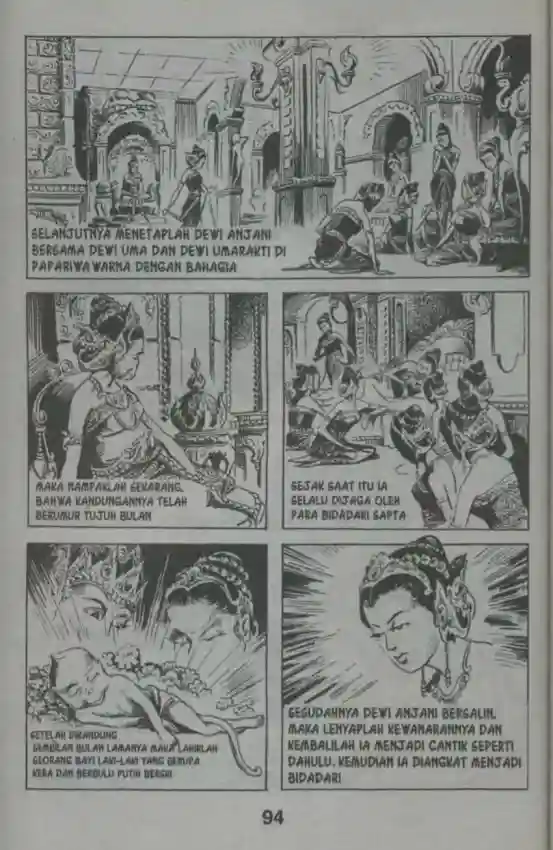 SELANJUTNYA MENETAPLAH DEWI ANJANI
BERSAMA DEWI UMA DAN DEWI UMARAKTI DI
PAPARIWAWARNA DENGAN BAHAGIA
MAKA NAMPAKLAH SEKARANG,
BAHWA KANDUNGANNYA TELAH
BERUMUR TUJUH BULAN
SEJAK SAAT ITU IA
SELALU DIJAGA OLEH
PARA BIDADARI SAPTA
SETELAH DIKANDUNG
SEMBILAN BULAN LAMANYA MAKA LAHIRLAH
SEORANG BAYI LAKI-LAKI YANG BERUPA
KERA DAN BERBULU PUTIH BERSIH
SESUDAHNYA DEWI ANJANI BERSALIN,
MAKA LENYAPLAH KEWANARANNYA DAN
KEMBALILAH IA MENJADI CANTIK SEPERTI
DAHULU. KEMUDIAN IA DIANGKAT MENJADI
BIDADARI
94